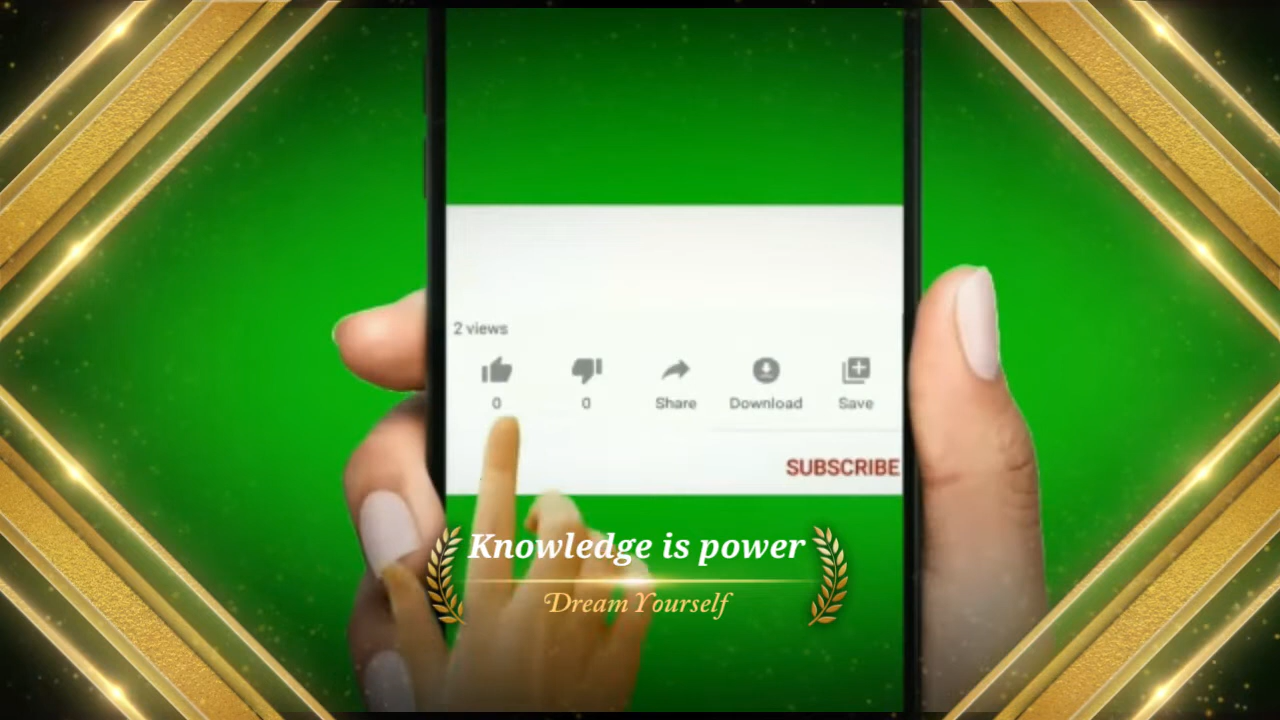 2 views
0 0 Share Download Save
SUBSCRIBE
Knowledge is power
Dream Yourself